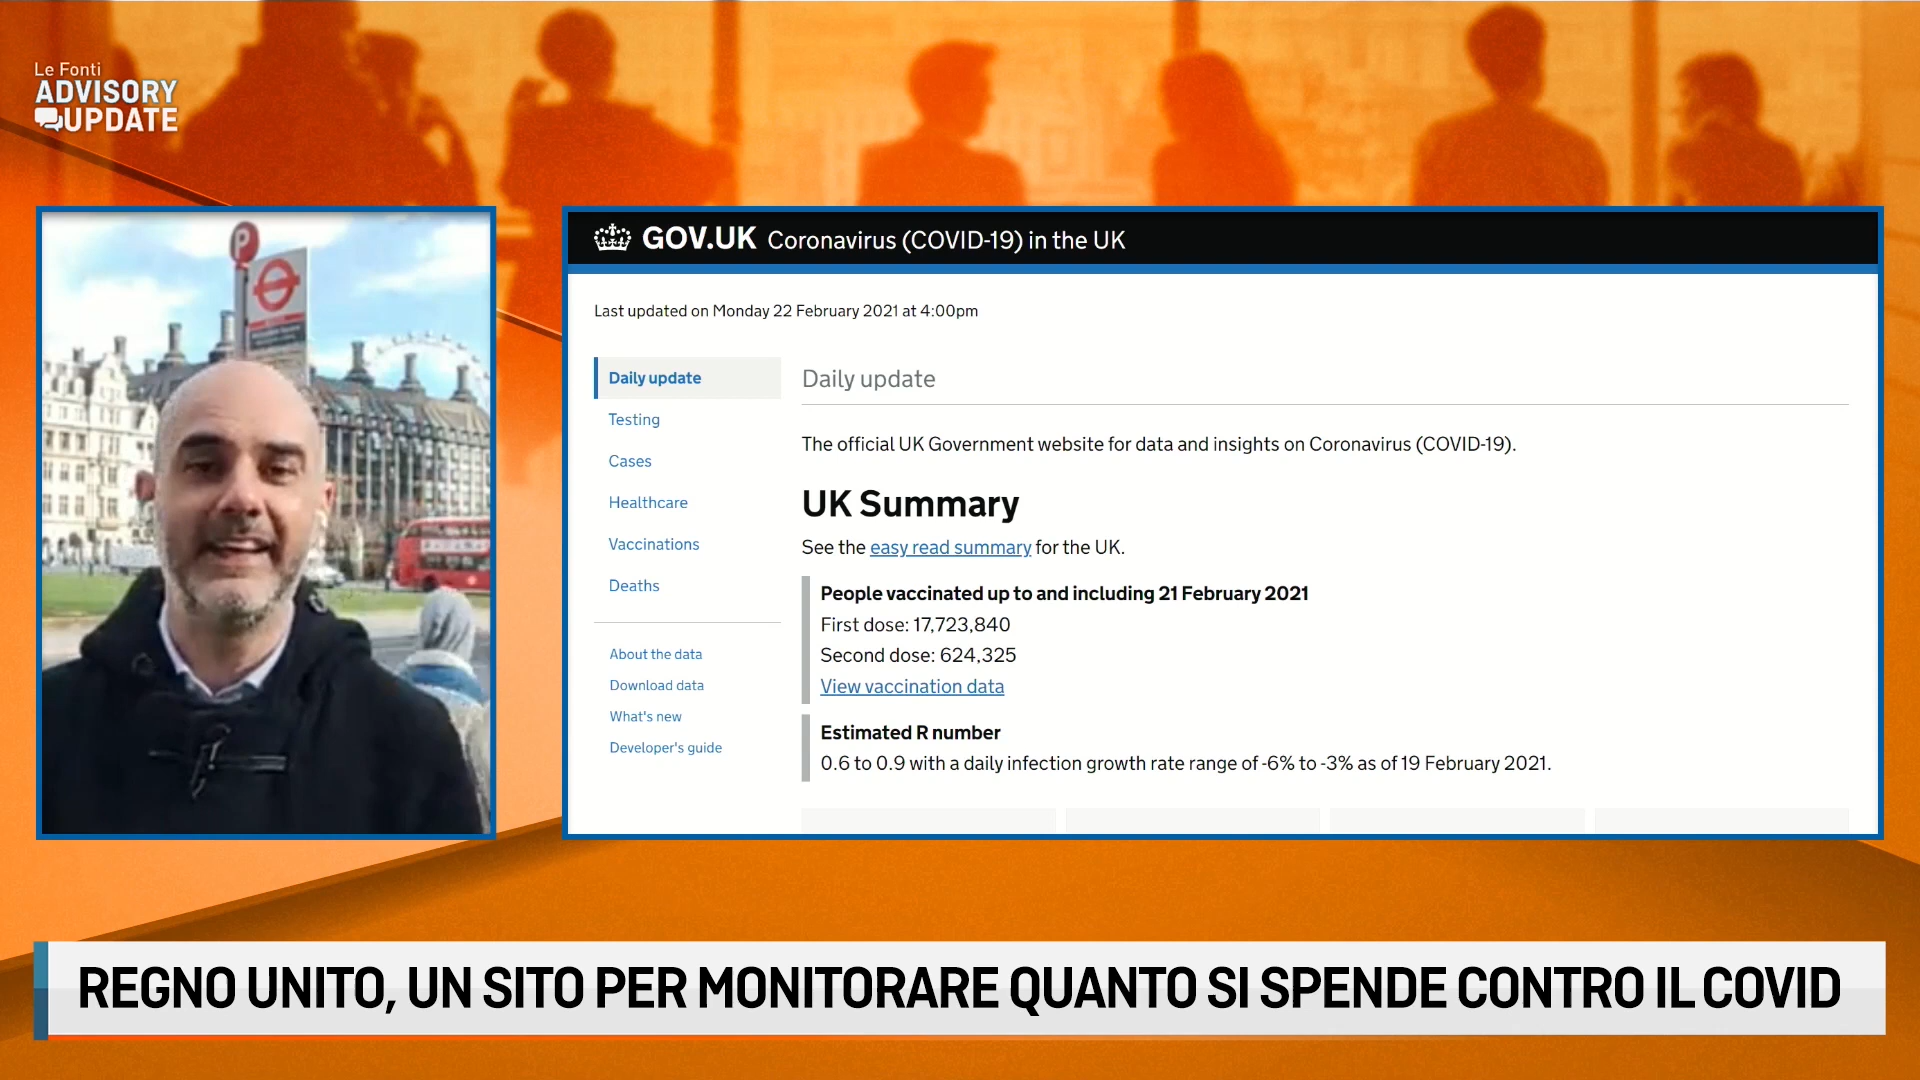 Le Fonti
ADVISORY
UPDATE
P
GOV.UK Coronavirus (COVID-19) in the UK
Last updated on Monday 22 February 2021 at 4:00pm
Daily update
Testing
Cases
Healthcare
Vaccinations
Deaths
About the data
Download data
What's new
Developer's guide
Daily update
The official UK Government website for data and insights on Coronavirus (COVID-19).
UK Summary
See the easy read summary for the UK.
People vaccinated up to and including 21 February 2021
First dose: 17,723,840
Second dose: 624,325
View vaccination data
Estimated R number
0.6 to 0.9 with a daily infection growth rate range of -6% to -3% as of 19 February 2021.
REGNO UNITO, UN SITO PER MONITORARE QUANTO SI SPENDE CONTRO IL COVID